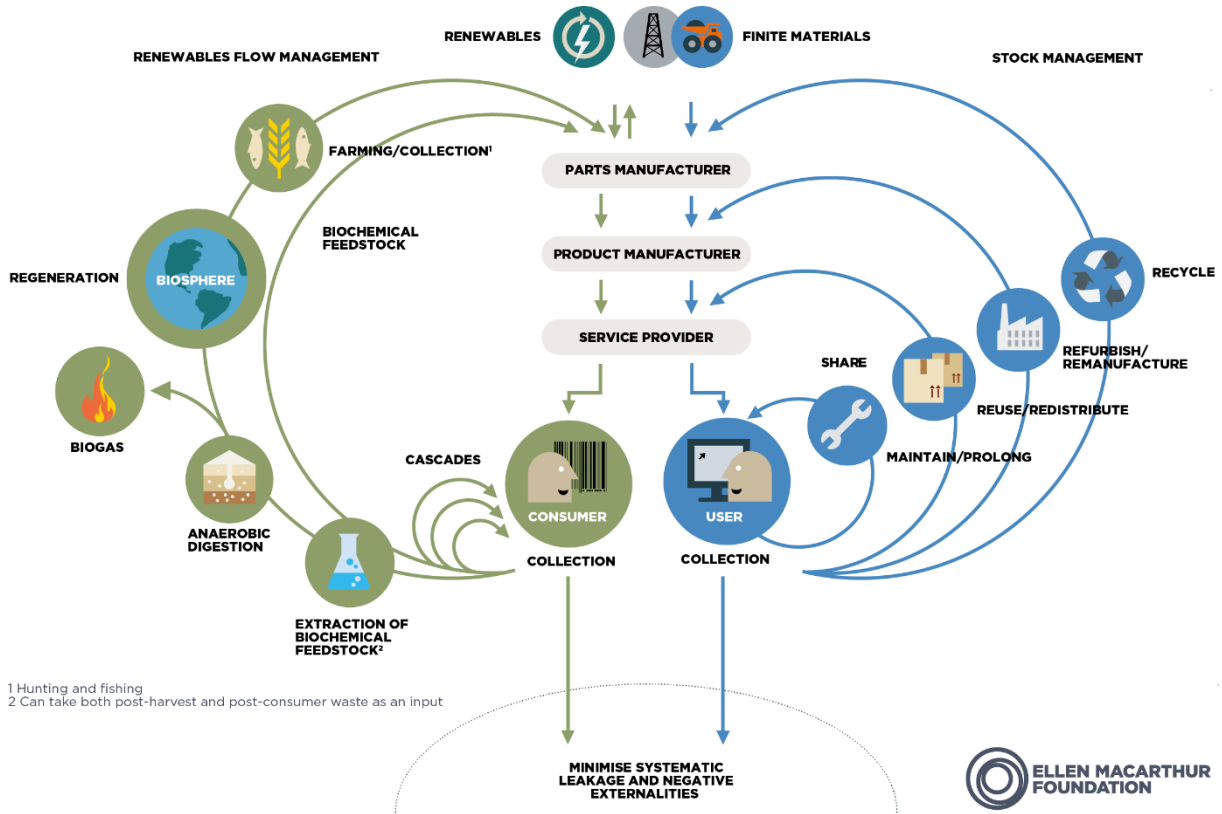 RENEWABLES
FINITE MATERIALS
RENEWABLES FLOW MANAGEMENT
STOCK MANAGEMENT
FARMING/COLLECTION¹
PARTS MANUFACTURER
BIOCHEMICAL
FEEDSTOCK
PRODUCT MANUFACTURER
REGENERATION
BIOSPHERE
RECYCLE
SERVICE PROVIDER
SHARE
REFURBISH/
REMANUFACTURE
REUSE/REDISTRIBUTE
BIOGAS
CASCADES
MAINTAIN/PROLONG
CONSUMER
USER
ANAEROBIC
DIGESTION
COLLECTION
COLLECTION
EXTRACTION OF
BIOCHEMICAL
FEEDSTOCK²
1 Hunting and fishing
2 Can take both post-harvest and post-consumer waste as an input
MINIMISE SYSTEMATIC
LEAKAGE AND NEGATIVE
EXTERNALITIES
ELLEN MACARTHUR
FOUNDATION